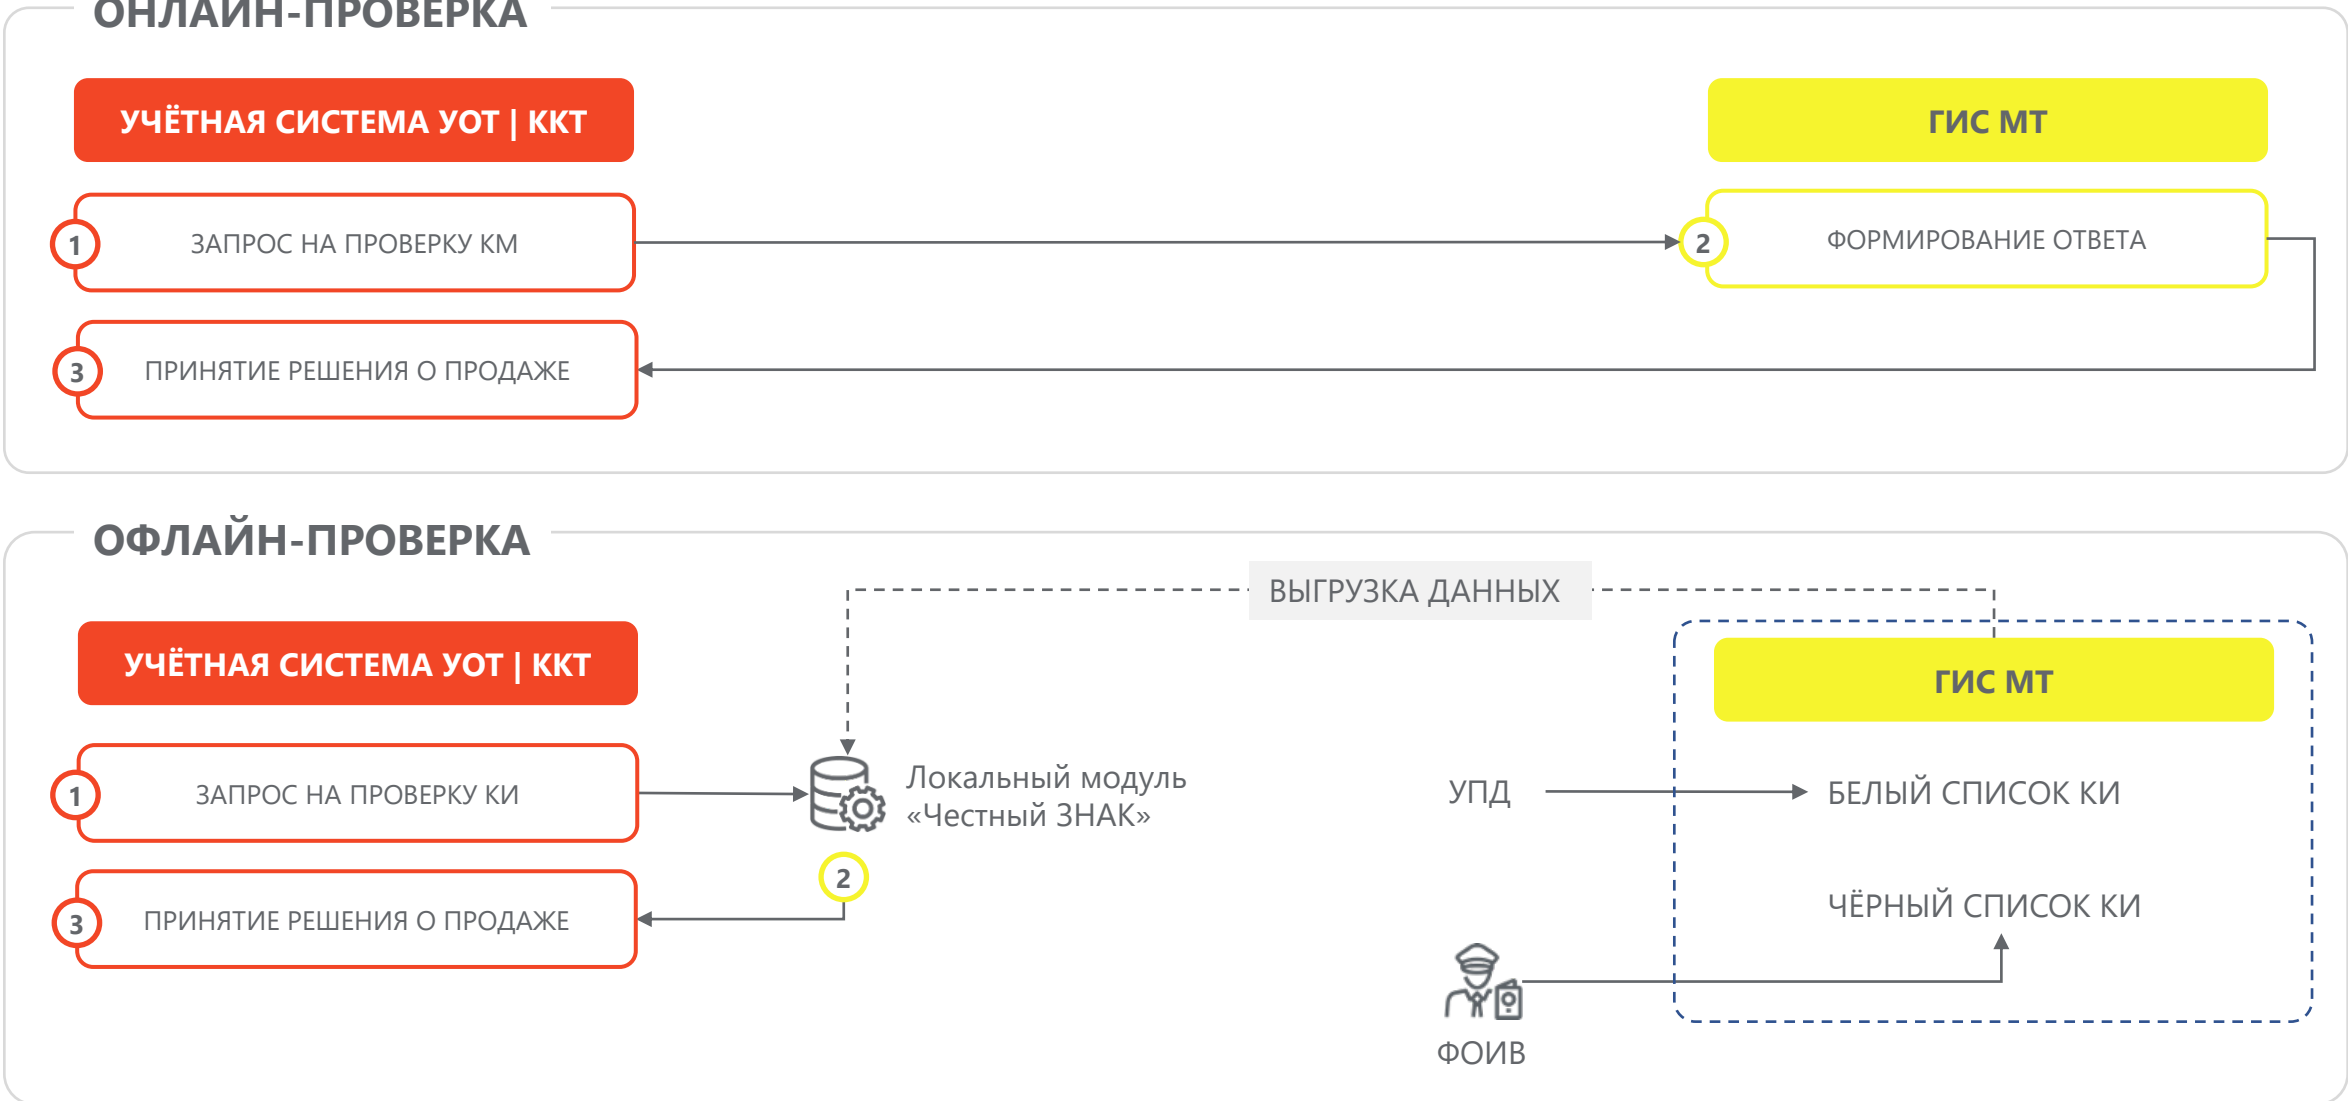 ОНЛАЙН-ПРОВЕРКА
УЧЁТНАЯ СИСТЕМА УОТ | ККТ
ГИС МТ
1
ЗАПРОС НА ПРОВЕРКУ КМ
2
ФОРМИРОВАНИЕ ОТВЕТА
3
ПРИНЯТИЕ РЕШЕНИЯ О ПРОДАЖЕ
ОФЛАЙН-ПРОВЕРКА
ВЫГРУЗКА ДАННЫХ
УЧЁТНАЯ СИСТЕМА УОТ | ККТ
ГИС МТ
1
ЗАПРОС НА ПРОВЕРКУ КИ
Локальный модуль
«Честный ЗНАК»
УПД
БЕЛЫЙ СПИСОК КИ
2
3
ПРИНЯТИЕ РЕШЕНИЯ О ПРОДАЖЕ
ЧЁРНЫЙ СПИСОК КИ
ФОИВ